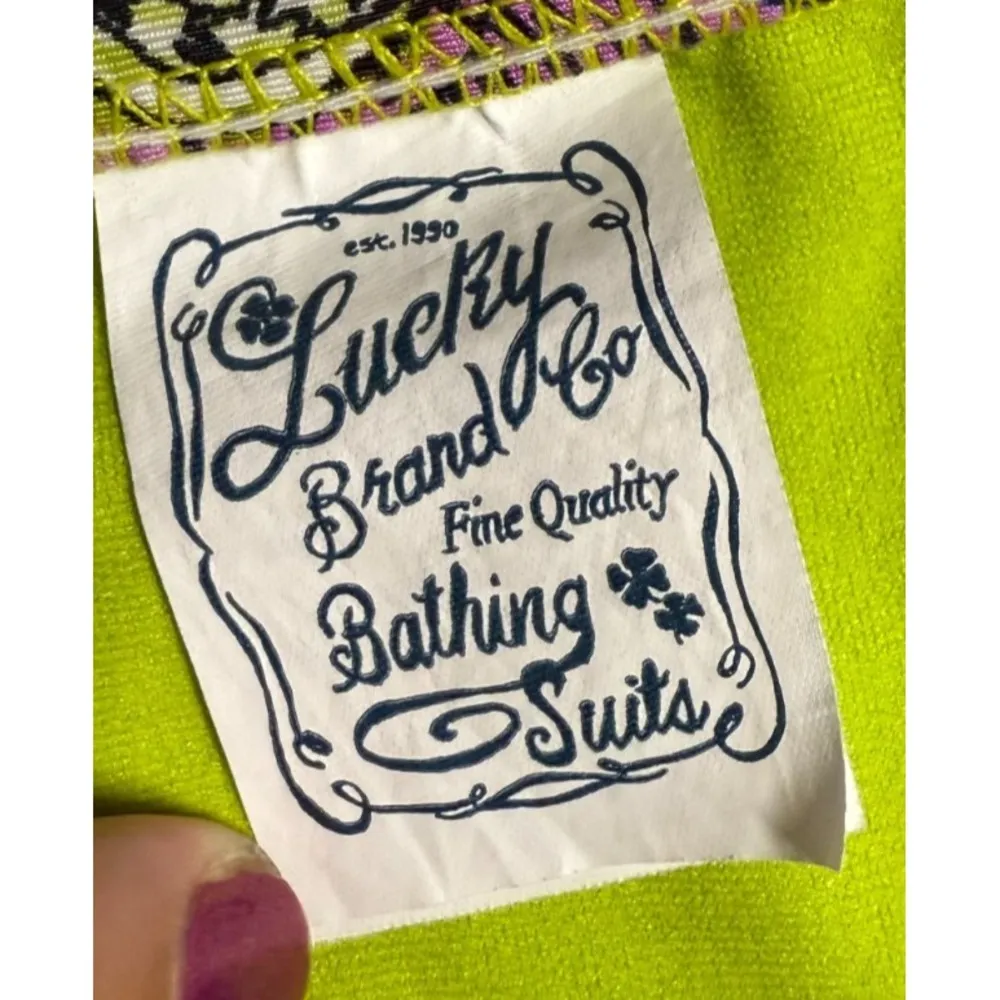 est. 1990
Lucky
Brand Co
Fine Quality
Bathing
Suits